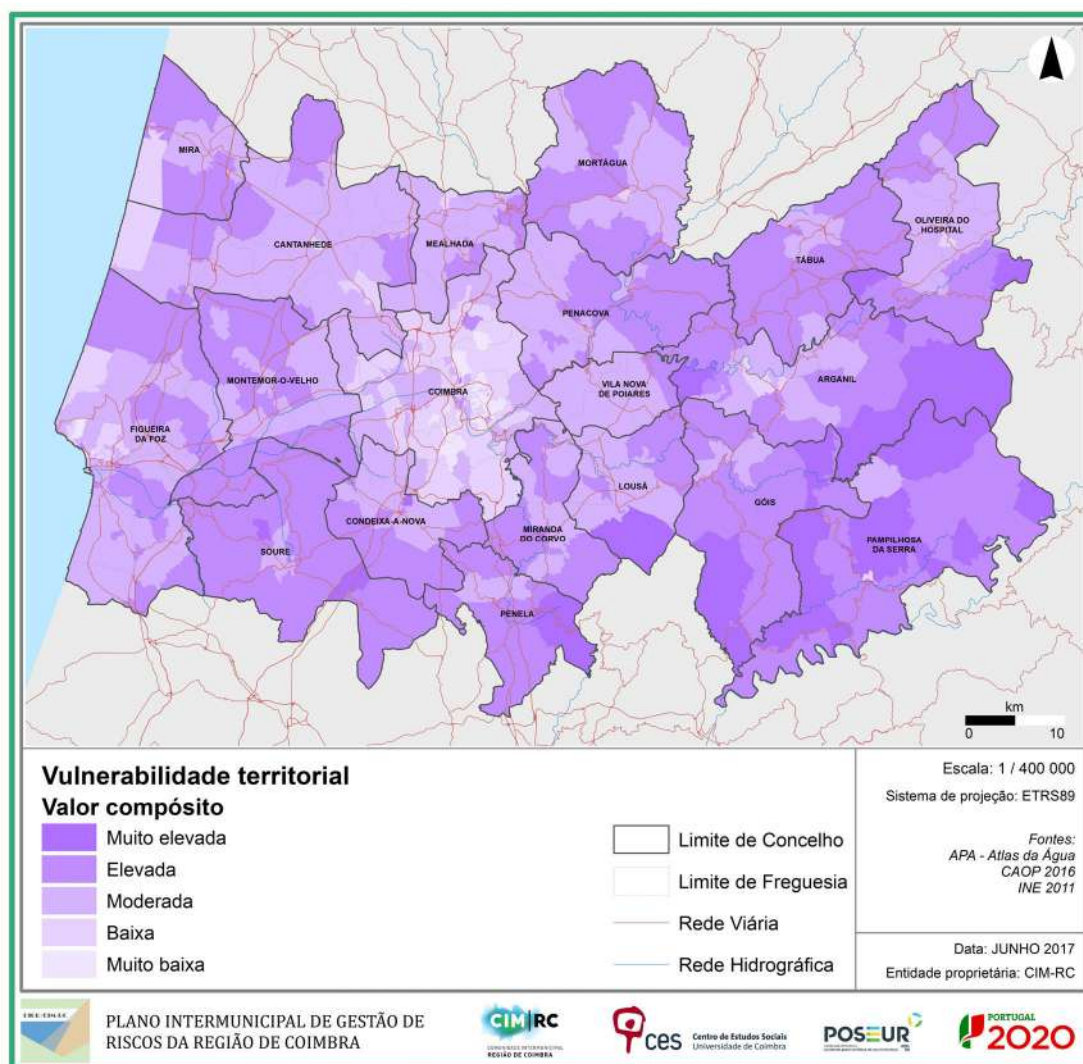 MIRA
CANTANHEDE
MEALHADA
MORTÁGUA
OLIVEIRA DO
HOSPITAL
TÁBUA
PENACOVA
MONTEMOR-O-VELHO
COIMBRA
VILA NOVA
DE POIARES
ARGANIL
FIGUEIRA
DA FOZ
LOUSÃ
GÓIS
CONDEIXA-A-NOVA
MIRANDA
DO CORVO
SOURE
PAMPILHOSA
DA SERRA
PENELA
km
0 10
Vulnerabilidade territorial
Valor compósito
Muito elevada
Elevada
Moderada
Baixa
Muito baixa
Limite de Concelho
Limite de Freguesia
Rede Viária
Rede Hidrográfica
Escala: 1 / 400 000
Sistema de projeção: ETRS89
Fontes:
APA - Atlas da Água
CAOP 2016
INE 2011
Data: JUNHO 2017
Entidade proprietária: CIM-RC
PLANO INTERMUNICIPAL DE GESTÃO DE
RISCOS DA REGIÃO DE COIMBRA
CIM|RC
COMUNIDADE INTERMUNICIPAL
REGIÃO DE COIMBRA
ces
Centro de Estudos Sociais
Universidade de Coimbra
POSEUR
PORTUGAL
2020